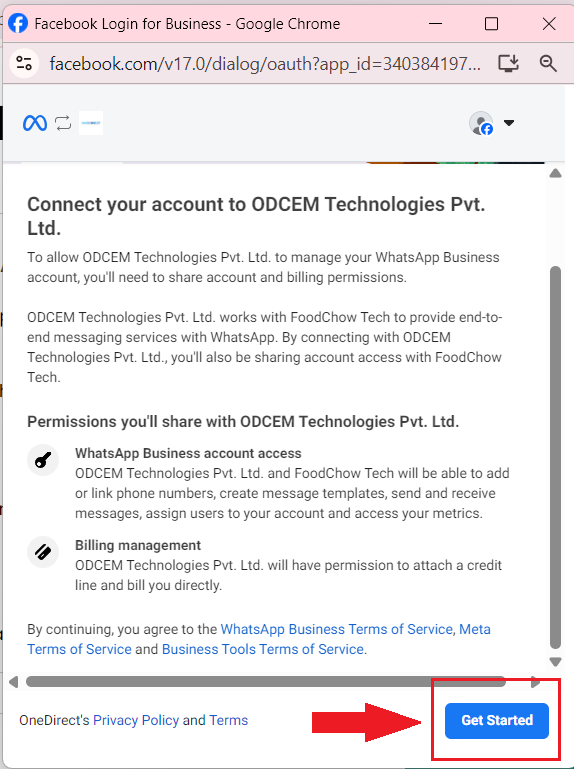 Facebook Login for Business - Google Chrome
facebook.com/v17.0/dialog/oauth?app_id=340384197...
Connect your account to ODCEM Technologies Pvt.
Ltd.
To allow ODCEM Technologies Pvt. Ltd. to manage your WhatsApp Business
account, you'll need to share account and billing permissions.
ODCEM Technologies Pvt. Ltd. works with FoodChow Tech to provide end-to-
end messaging services with WhatsApp. By connecting with ODCEM
Technologies Pvt. Ltd., you'll also be sharing account access with FoodChow
Tech.
Permissions you'll share with ODCEM Technologies Pvt. Ltd.
WhatsApp Business account access
ODCEM Technologies Pvt. Ltd. and FoodChow Tech will be able to add
or link phone numbers, create message templates, send and receive
messages, assign users to your account and access your metrics.
Billing management
ODCEM Technologies Pvt. Ltd. will have permission to attach a credit
line and bill you directly.
By continuing, you agree to the WhatsApp Business Terms of Service, Meta
Terms of Service and Business Tools Terms of Service.
OneDirect's Privacy Policy and Terms
Get Started